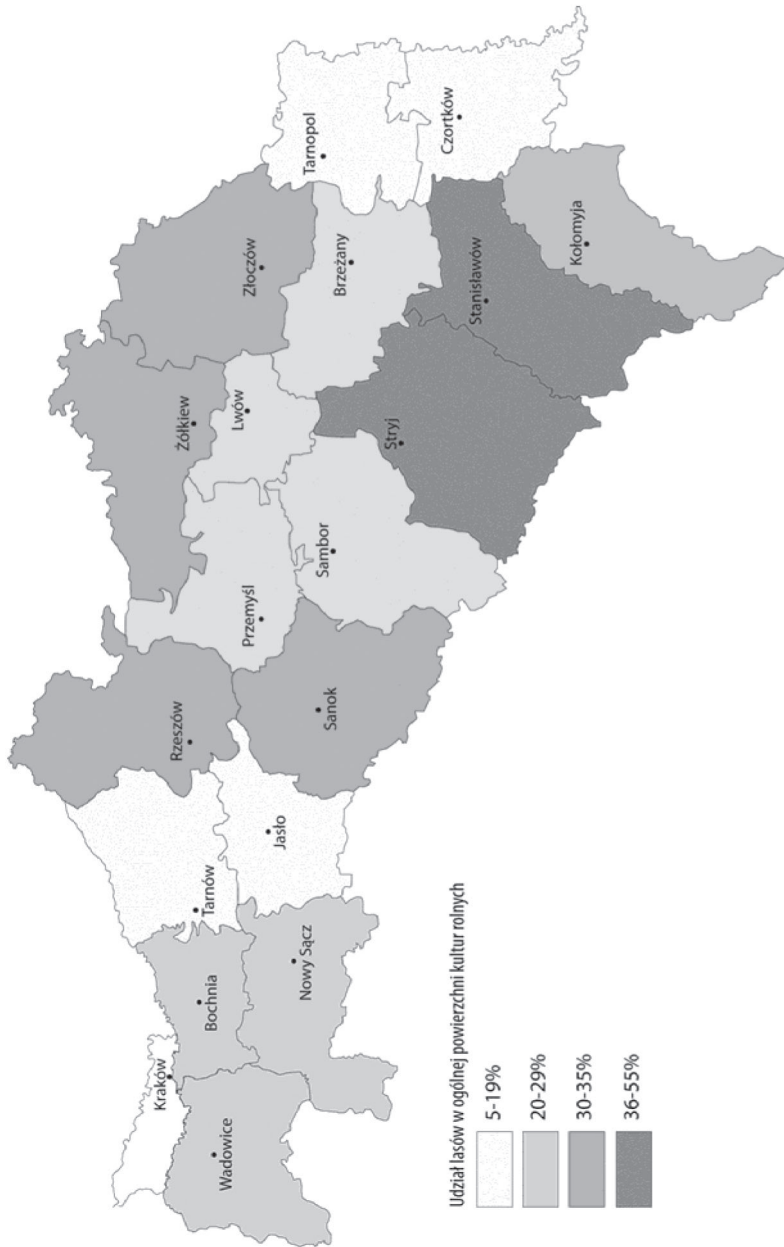 Kraków
Wadowice
Bochnia
Nowy Sącz
Tarnów
Jasło
Rzeszów
Sanok
Przemyśl
Sambor
Żółkiew
Lwów
Stryj
Złoczów
Brzeżany
Stanisławów
Kołomyja
Tarnopol
Czortków
Udział lasów w ogólnej powierzchni kultur rolnych
5-19%
20-29%
30-35%
36-55%